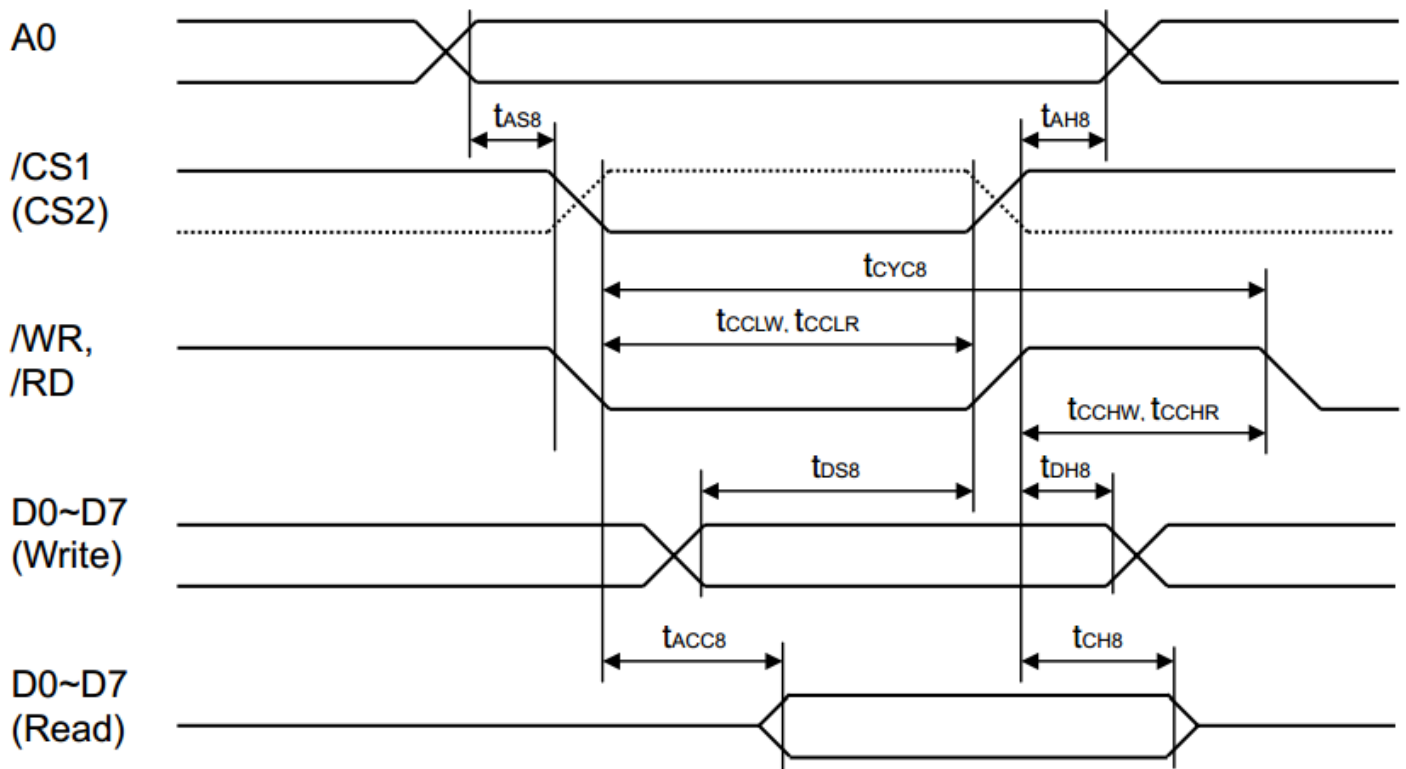 A0
tAS8
tAH8
/CS1
(CS2)
tCYC8
tCCLW, tCCLR
/WR,
/RD
tCCHW, tCCHR
tDS8
tDH8
D0~D7
(Write)
tACC8
tCH8
D0~D7
(Read)